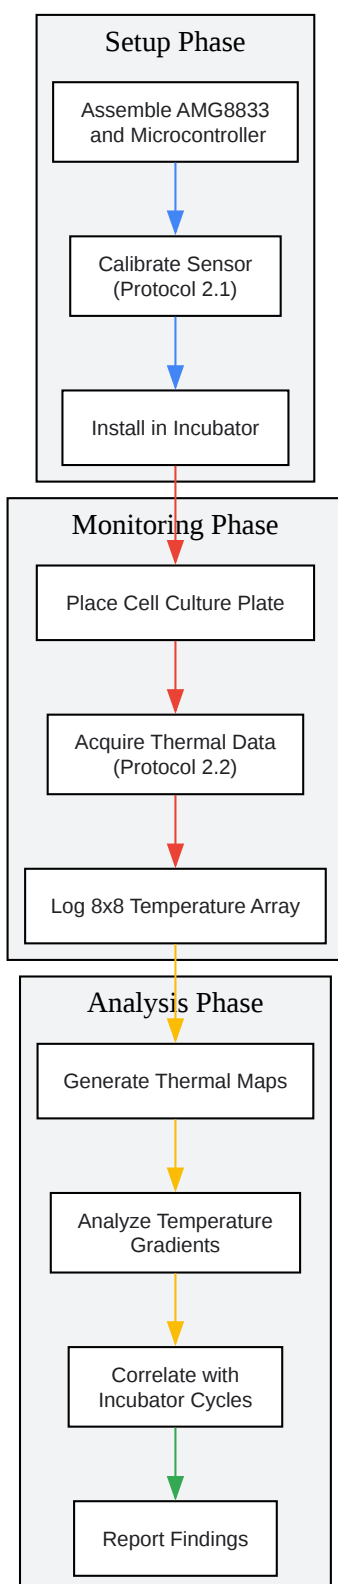 Setup Phase
Assemble AMG8833
and Microcontroller
Calibrate Sensor
(Protocol 2.1)
Install in Incubator
Monitoring Phase
Place Cell Culture Plate
Acquire Thermal Data
(Protocol 2.2)
Log 8x8 Temperature Array
Analysis Phase
Generate Thermal Maps
Analyze Temperature
Gradients
Correlate with
Incubator Cycles
Report Findings